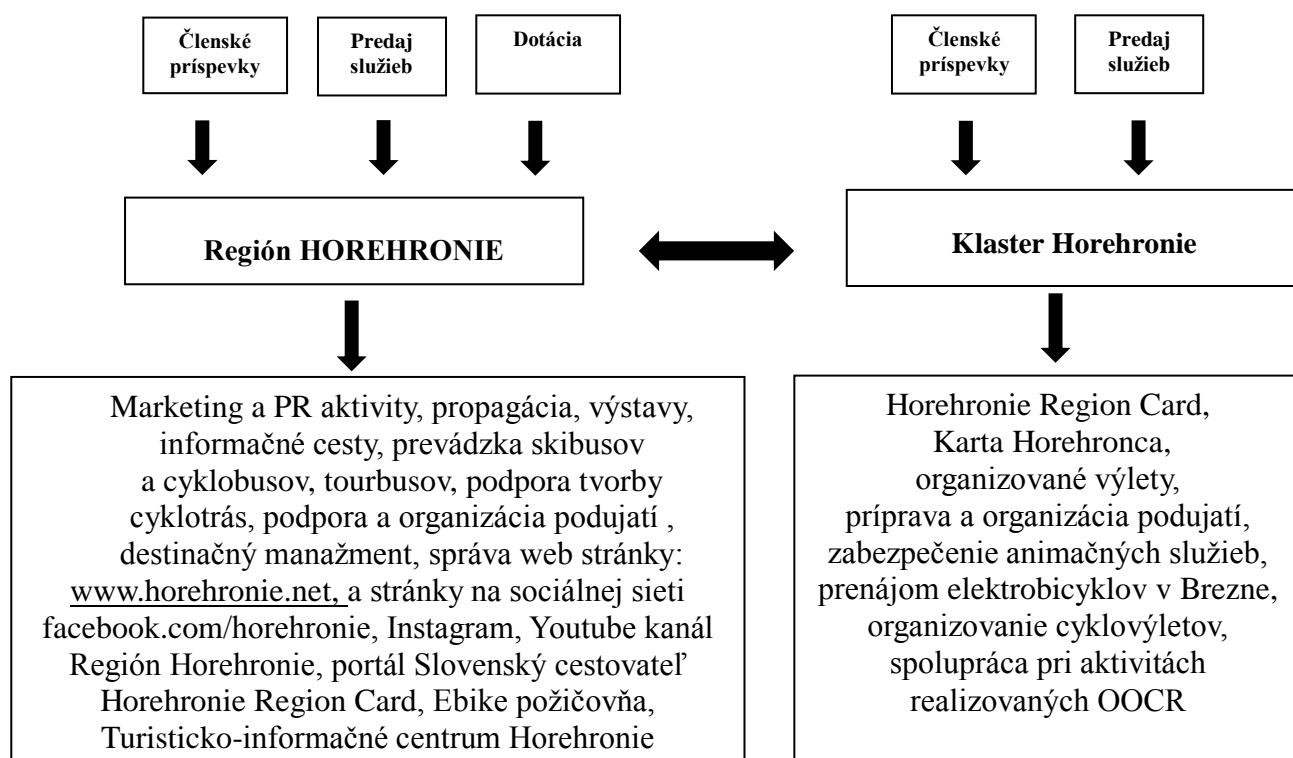 Členské
príspevky
Predaj
služieb
Dotácia
Členské
príspevky
Predaj
služieb
Región HOREHRONIE
Klaster Horehronie
Marketing a PR aktivity, propagácia, výstavy,
informačné cesty, prevádzka skibusov
a cyklobusov, tourbusov, podpora tvorby
cyklotrás, podpora a organizácia podujatí ,
destinačný manažment, správa web stránky:
www.horehronie.net, a stránky na sociálnej sieti
facebook.com/horehronie, Instagram, Youtube kanál
Región Horehronie, portál Slovenský cestovateľ
Horehronie Region Card, Ebike požičovňa,
Turisticko-informačné centrum Horehronie
Horehronie Region Card,
Karta Horehronca,
organizované výlety,
príprava a organizácia podujatí,
zabezpečenie animačných služieb,
prenájom elektrobicyklov v Brezne,
organizovanie cyklovýletov,
spolupráca pri aktivitách
realizovaných OOCR